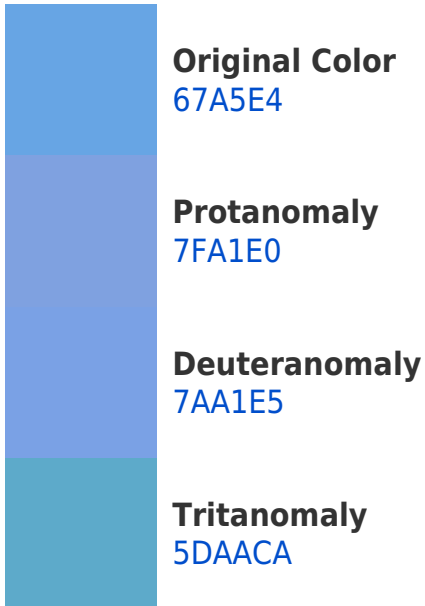 Original Color
67A5E4
Protanomaly
7FA1E0
Deuteranomaly
7AA1E5
Tritanomaly
5DAACA